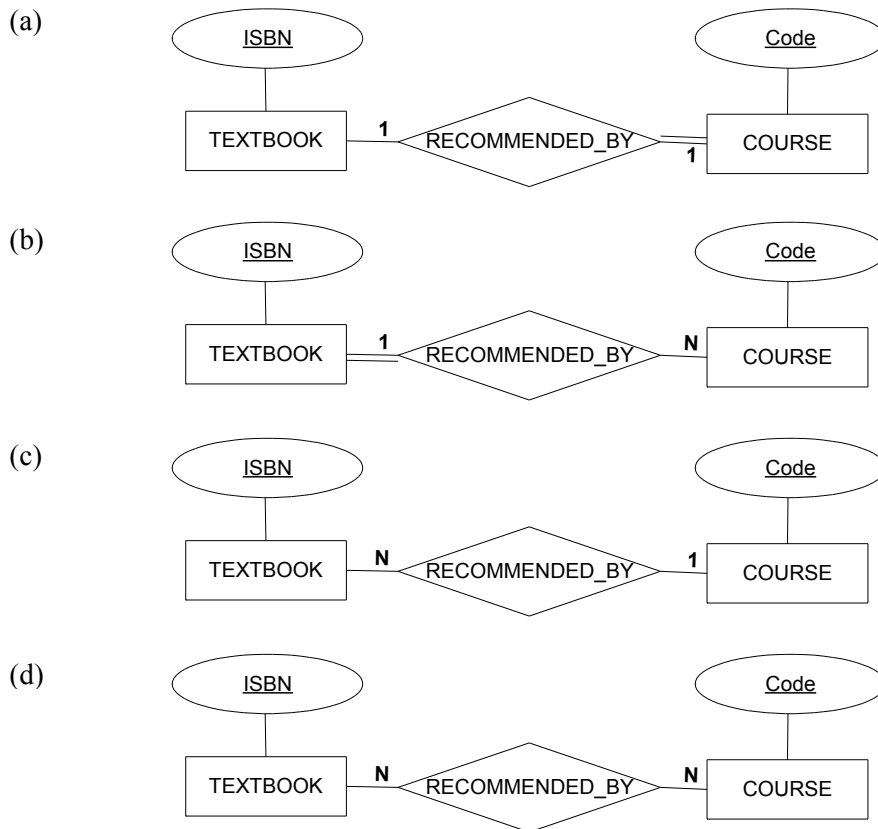 (a)
ISBN Code
TEXTBOOK 1 RECOMMENDED_BY 1 COURSE
(b)
ISBN Code
TEXTBOOK 1 RECOMMENDED_BY N COURSE
(c)
ISBN Code
TEXTBOOK N RECOMMENDED_BY 1 COURSE
(d)
ISBN Code
TEXTBOOK N RECOMMENDED_BY N COURSE